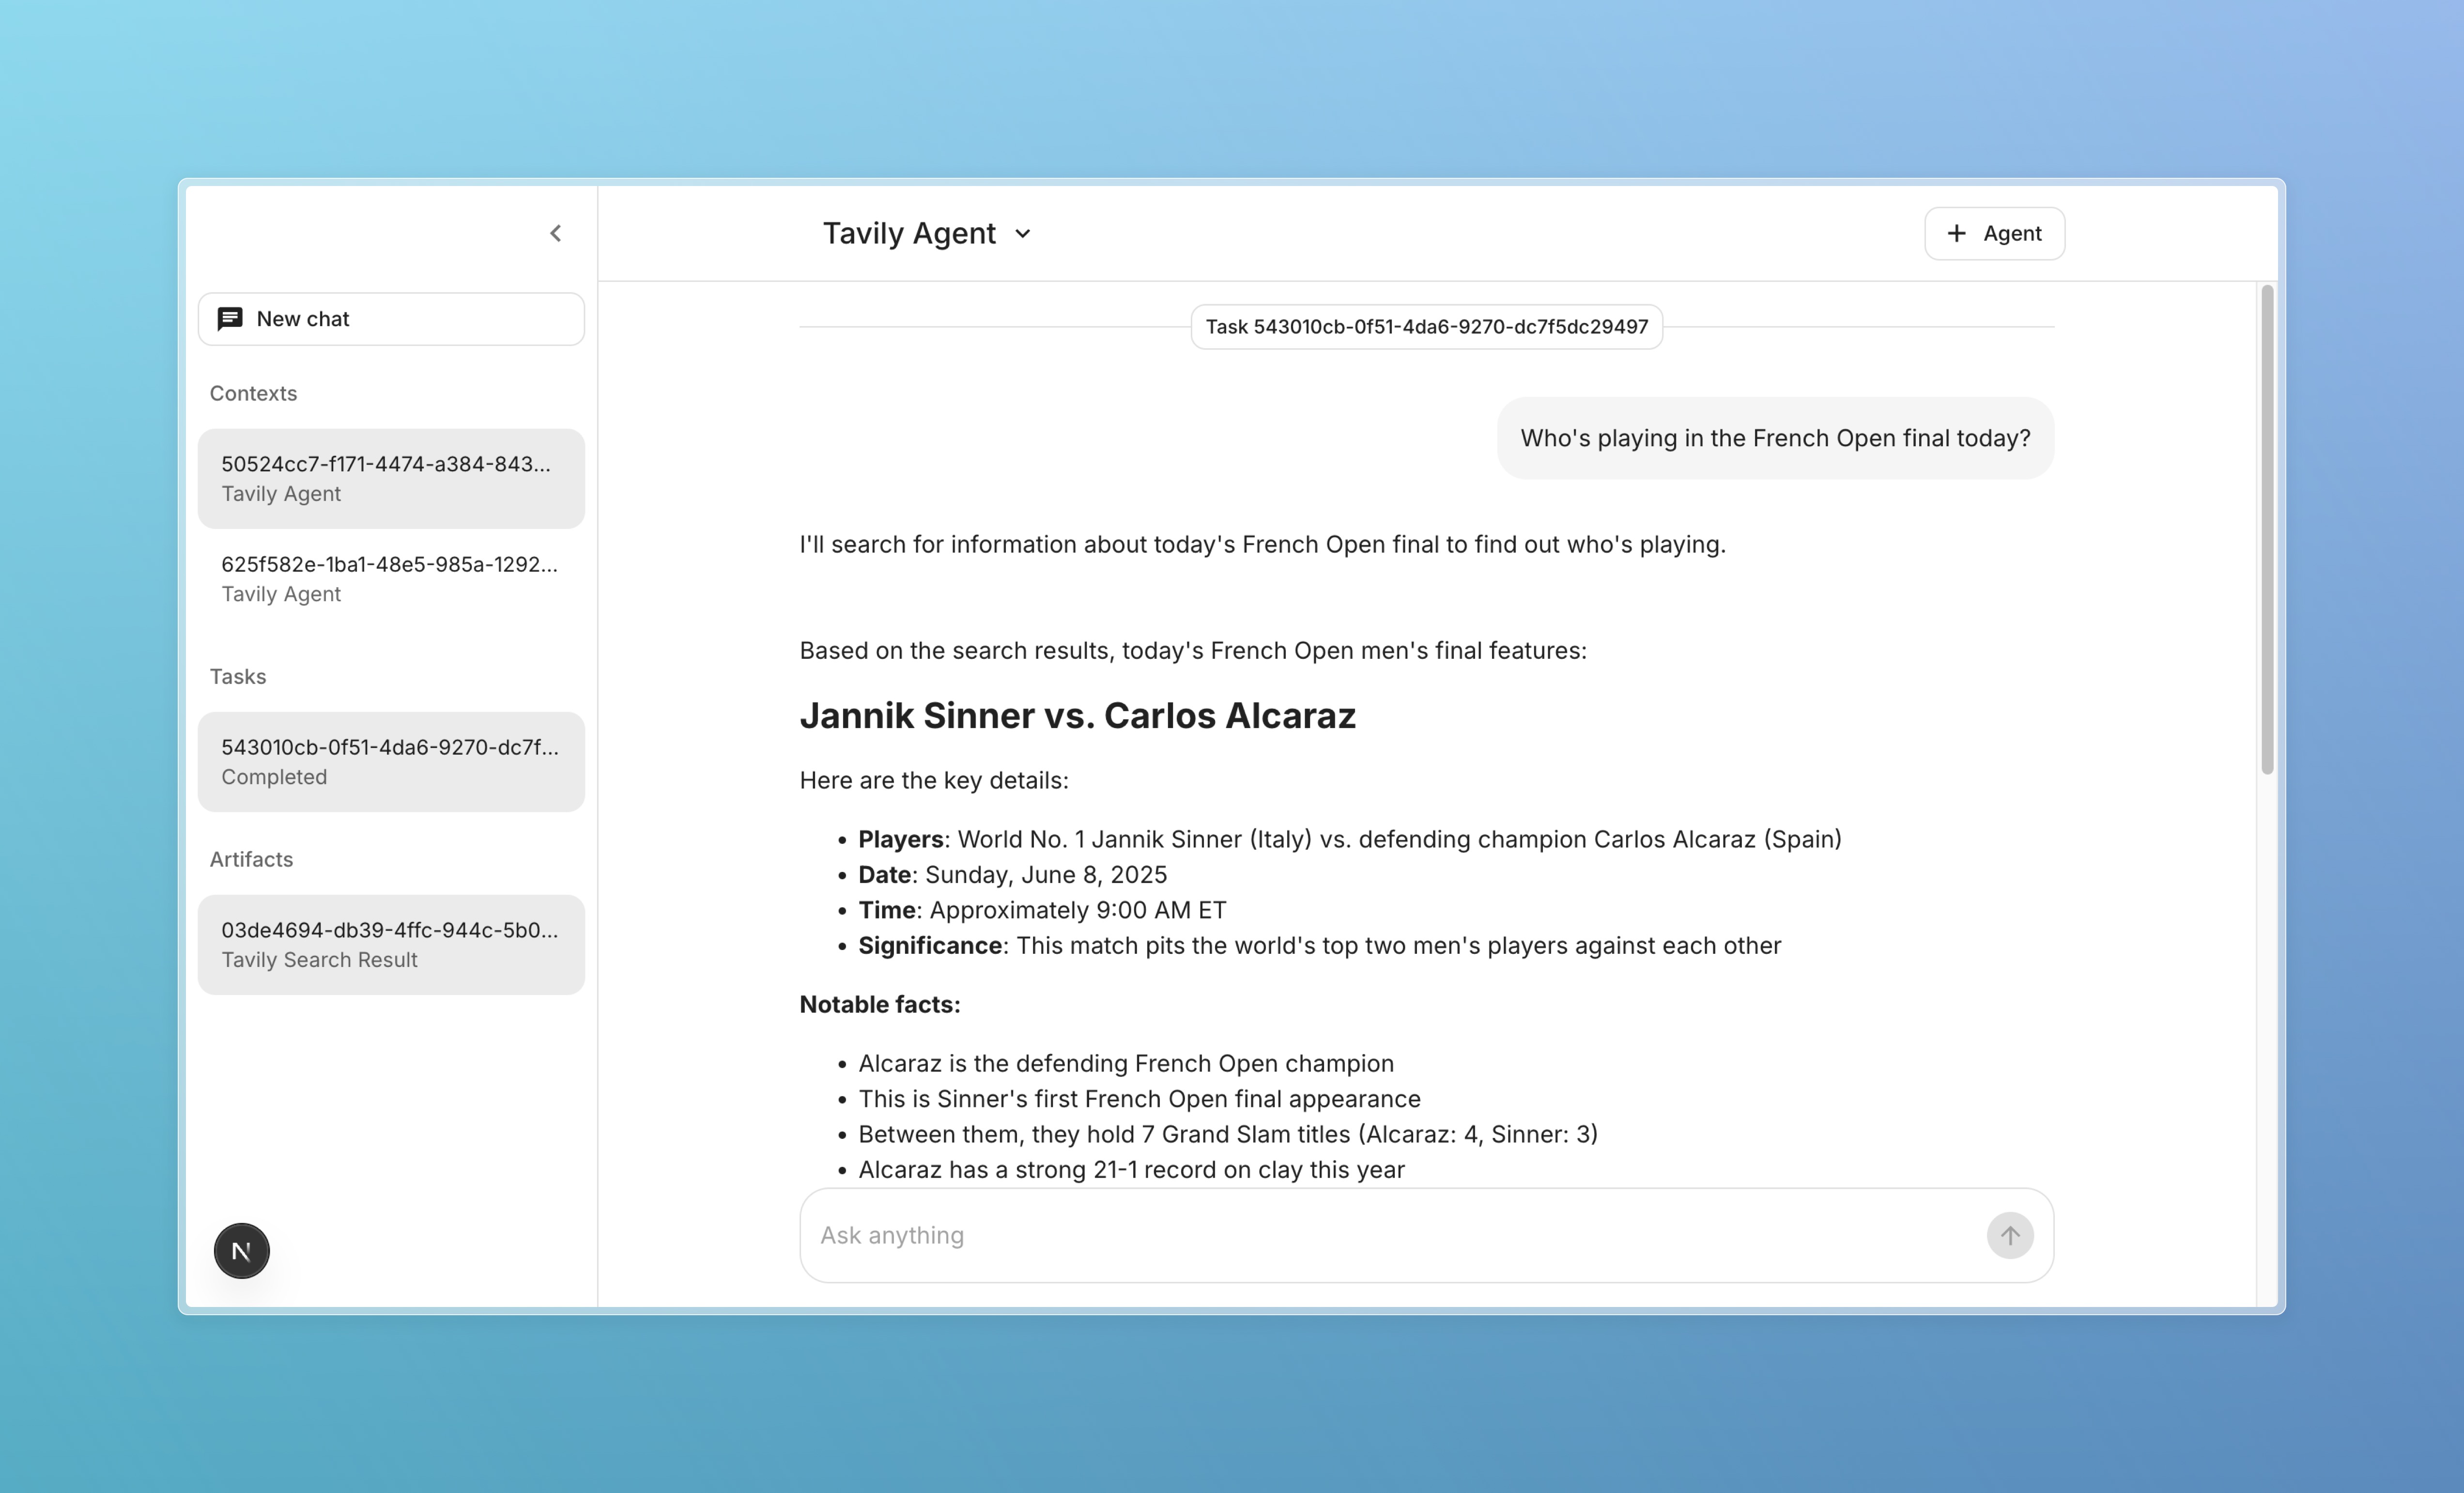 New chat
Contexts
50524cc7-f171-4474-a384-843...
Tavily Agent
625f582e-1ba1-48e5-985a-1292...
Tavily Agent
Tasks
543010cb-0f51-4da6-9270-dc7f...
Completed
Artifacts
03de4694-db39-4ffc-944c-5b0...
Tavily Search Result
N
Tavily Agent
+ Agent
Task 543010cb-0f51-4da6-9270-dc7f5dc29497
Who's playing in the French Open final today?
I'll search for information about today's French Open final to find out who's playing.
Based on the search results, today's French Open men's final features:
Jannik Sinner vs. Carlos Alcaraz
Here are the key details:
• Players: World No. 1 Jannik Sinner (Italy) vs. defending champion Carlos Alcaraz (Spain)
• Date: Sunday, June 8, 2025
• Time: Approximately 9:00 AM ET
• Significance: This match pits the world's top two men's players against each other
Notable facts:
• Alcaraz is the defending French Open champion
• This is Sinner's first French Open final appearance
• Between them, they hold 7 Grand Slam titles (Alcaraz: 4, Sinner: 3)
• Alcaraz has a strong 21-1 record on clay this year
Ask anything